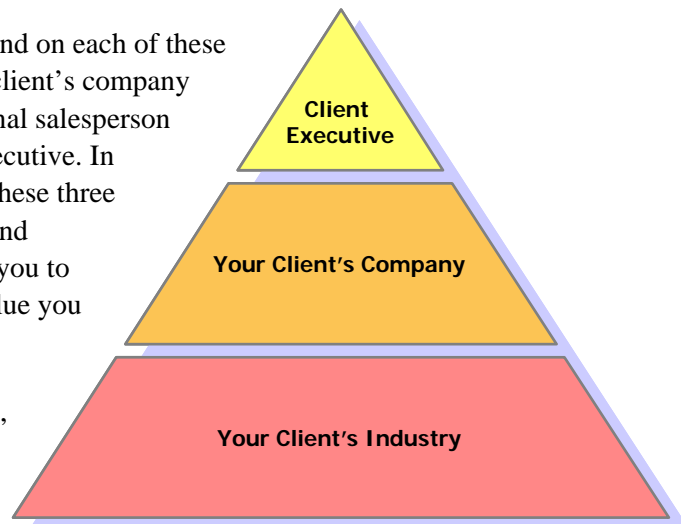 nd on each of these
client’s company
nal salesperson
ecutive. In
hese three
nd
you to
lue you
,
Client
Executive
Your Client’s Company
Your Client’s Industry